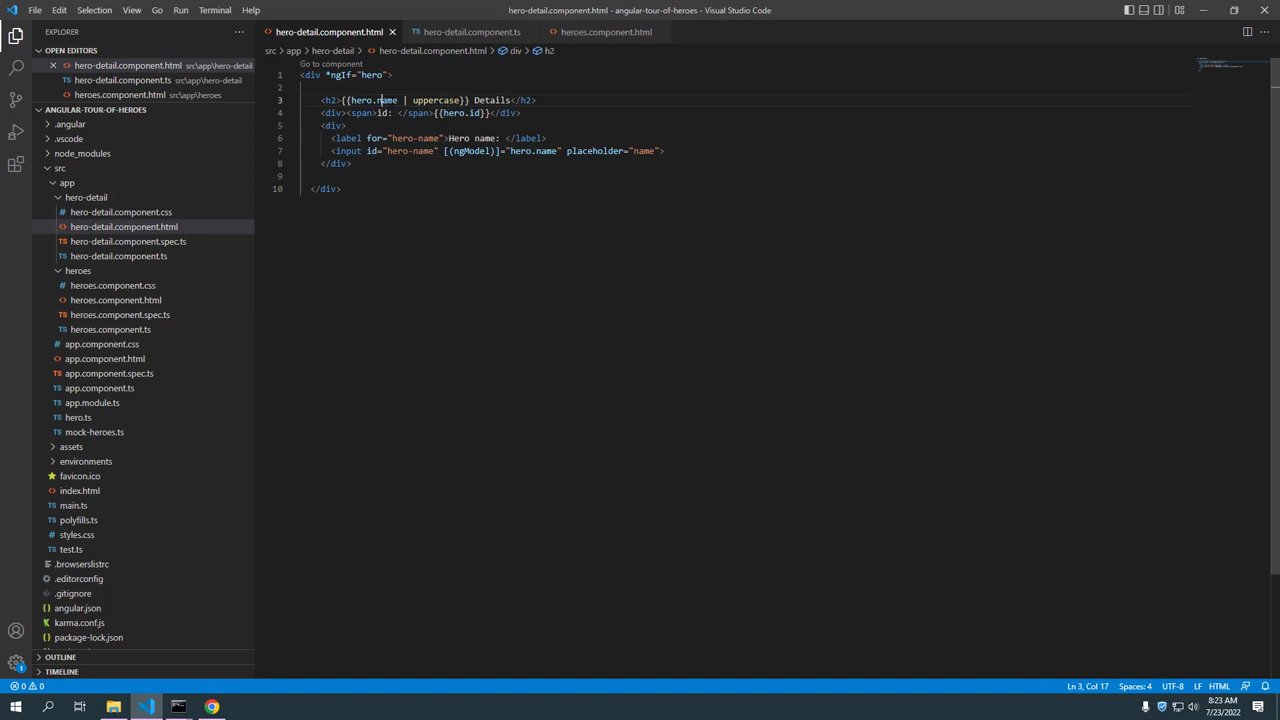 File Edit Selection View Go Run Terminal Help
hero-detail.component.html - angular-tour-of-heroes - Visual Studio Code
EXPLORER
OPEN EDITORS
hero-detail.component.html src\app\hero-detail
hero-detail.component.ts src\app\hero-detail
heroes.component.html src\app\heroes
ANGULAR-TOUR-OF-HEROES
.angular
.vscode
node_modules
src
app
hero-detail
hero-detail.component.css
hero-detail.component.html
hero-detail.component.spec.ts
hero-detail.component.ts
heroes
heroes.component.css
heroes.component.html
heroes.component.spec.ts
heroes.component.ts
app.component.css
app.component.html
app.component.spec.ts
app.component.ts
app.module.ts
hero.ts
mock-heroes.ts
assets
environments
favicon.ico
index.html
main.ts
polyfills.ts
styles.css
test.ts
.browserslistrc
.editorconfig
.gitignore
angular.json
karma.conf.js
package-lock.json
OUTLINE
TIMELINE
hero-detail.component.html hero-detail.component.ts heroes.component.html
src > app > hero-detail > hero-detail.component.html > div > h2
Go to component
1 <div *ngIf="hero">
2
3 <h2>{{hero.name | uppercase}} Details</h2>
4 <div><span>id: </span>{{hero.id}}</div>
5 <div>
6 <label for="hero-name">Hero name: </label>
7 <input id="hero-name" [(ngModel)]="hero.name" placeholder="name">
8 </div>
9
10 </div>
0 0 Ln 3, Col 17 Spaces: 4 UTF-8 LF HTML
8:23 AM
7/23/2022